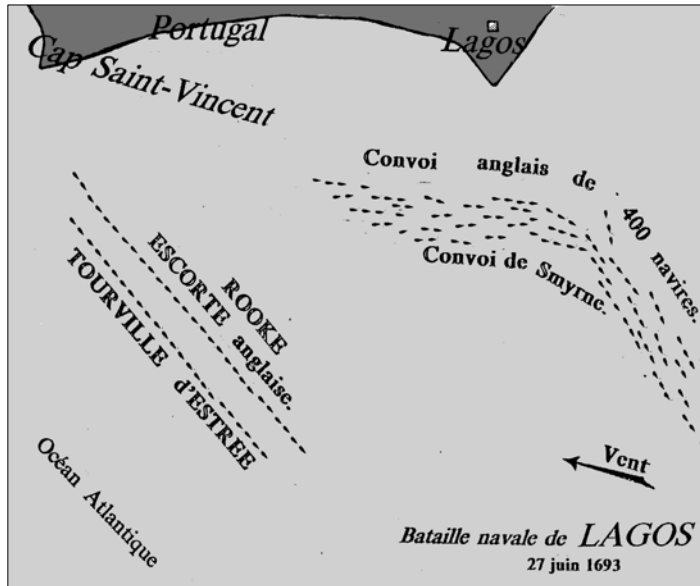 Portugal
Lagos
Cap Saint-Vincent
Convoi anglais de 400 navires.
Convoi de Smyrne.
ROOKE
ESCORTE anglaise.
TOURVILLE d'ESTREE
Océan Atlantique
Vent
Bataille navale de LAGOS
27 juin 1693